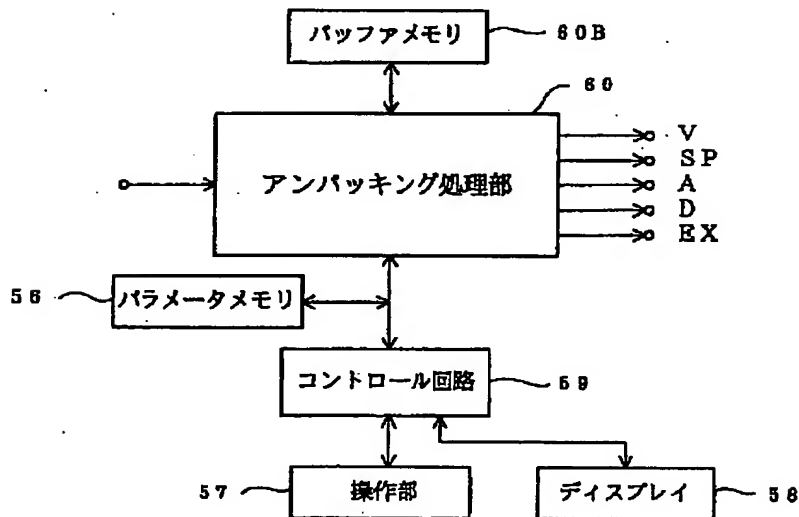 バッファメモリ
60B
60
アンパッキング処理部
V
SP
A
D
EX
56
パラメータメモリ
コントロール回路
59
57
操作部
ディスプレイ
58